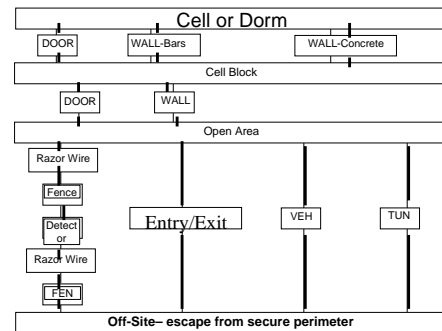 Cell or Dorm
DOOR
WALL-Bars
WALL-Concrete
Cell Block
DOOR
WALL
Open Area
Razor Wire
Fence
Detect
or
Razor Wire
FEN
Entry/Exit
VEH
TUN
Off-Site– escape from secure perimeter